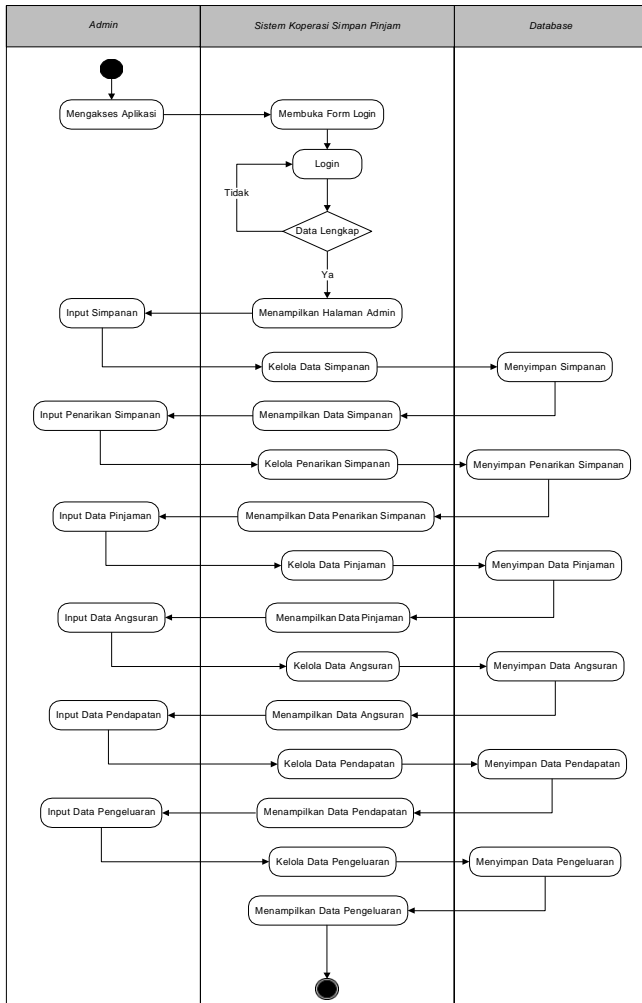 Admin
Sistem Koperasi Simpan Pinjam
Database
Mengakses Aplikasi
Membuka Form Login
Login
Tidak
Data Lengkap
Ya
Input Simpanan
Menampilkan Halaman Admin
Kelola Data Simpanan
Menyimpan Simpanan
Input Penarikan Simpanan
Menampilkan Data Simpanan
Kelola Penarikan Simpanan
Menyimpan Penarikan Simpanan
Input Data Pinjaman
Menampilkan Data Penarikan Simpanan
Kelola Data Pinjaman
Menyimpan Data Pinjaman
Input Data Angsuran
Menampilkan Data Pinjaman
Kelola Data Angsuran
Menyimpan Data Angsuran
Input Data Pendapatan
Menampilkan Data Angsuran
Kelola Data Pendapatan
Menyimpan Data Pendapatan
Input Data Pengeluaran
Menampilkan Data Pendapatan
Kelola Data Pengeluaran
Menyimpan Data Pengeluaran
Menampilkan Data Pengeluaran